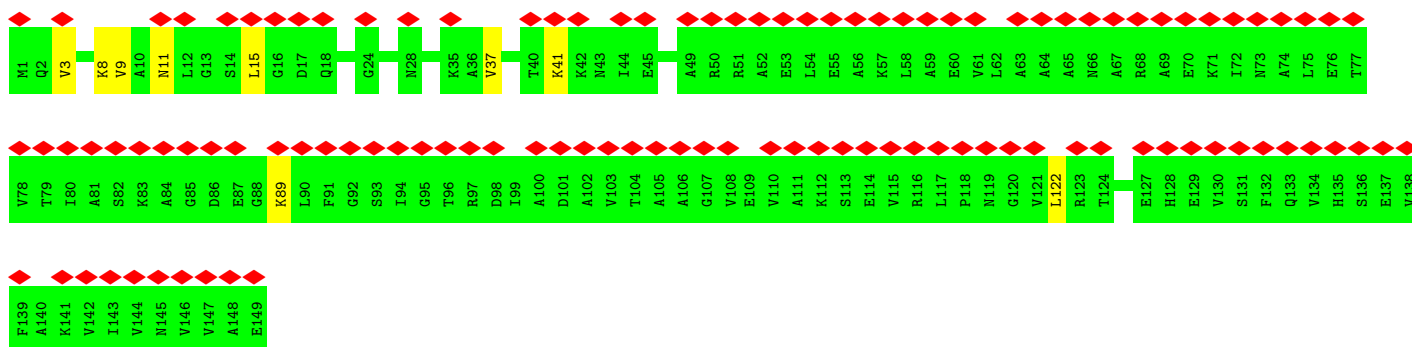 M1 Q2 V3 K8 V9 A10 N11 L12 G13 S14 L15 G16 D17 Q18 G24 N28 K35 A36 V37 T40 K41 K42 N43 I44 E45 A49 R50 R51 A52 E53 L54 E55 A56 K57 L58 A59 E60 V61 L62 A63 A64 A65 N66 A67 R68 A69 E70 K71 I72 N73 A74 L75 E76 T77
V78 T79 I80 A81 S82 K83 A84 G85 D86 E87 G88 K89 L90 F91 G92 S93 I94 G95 T96 R97 D98 I99 A100 D101 A102 V103 T104 A105 A106 G107 V108 E109 V110 A111 K112 S113 E114 V115 R116 L117 P118 N119 G120 V121 L122 R123 T124 E127 H128 E129 V130 S131 F132 Q133 V134 H135 S136 E137 V138
F139 A140 K141 V142 I143 V144 N145 V146 V147 A148 E149